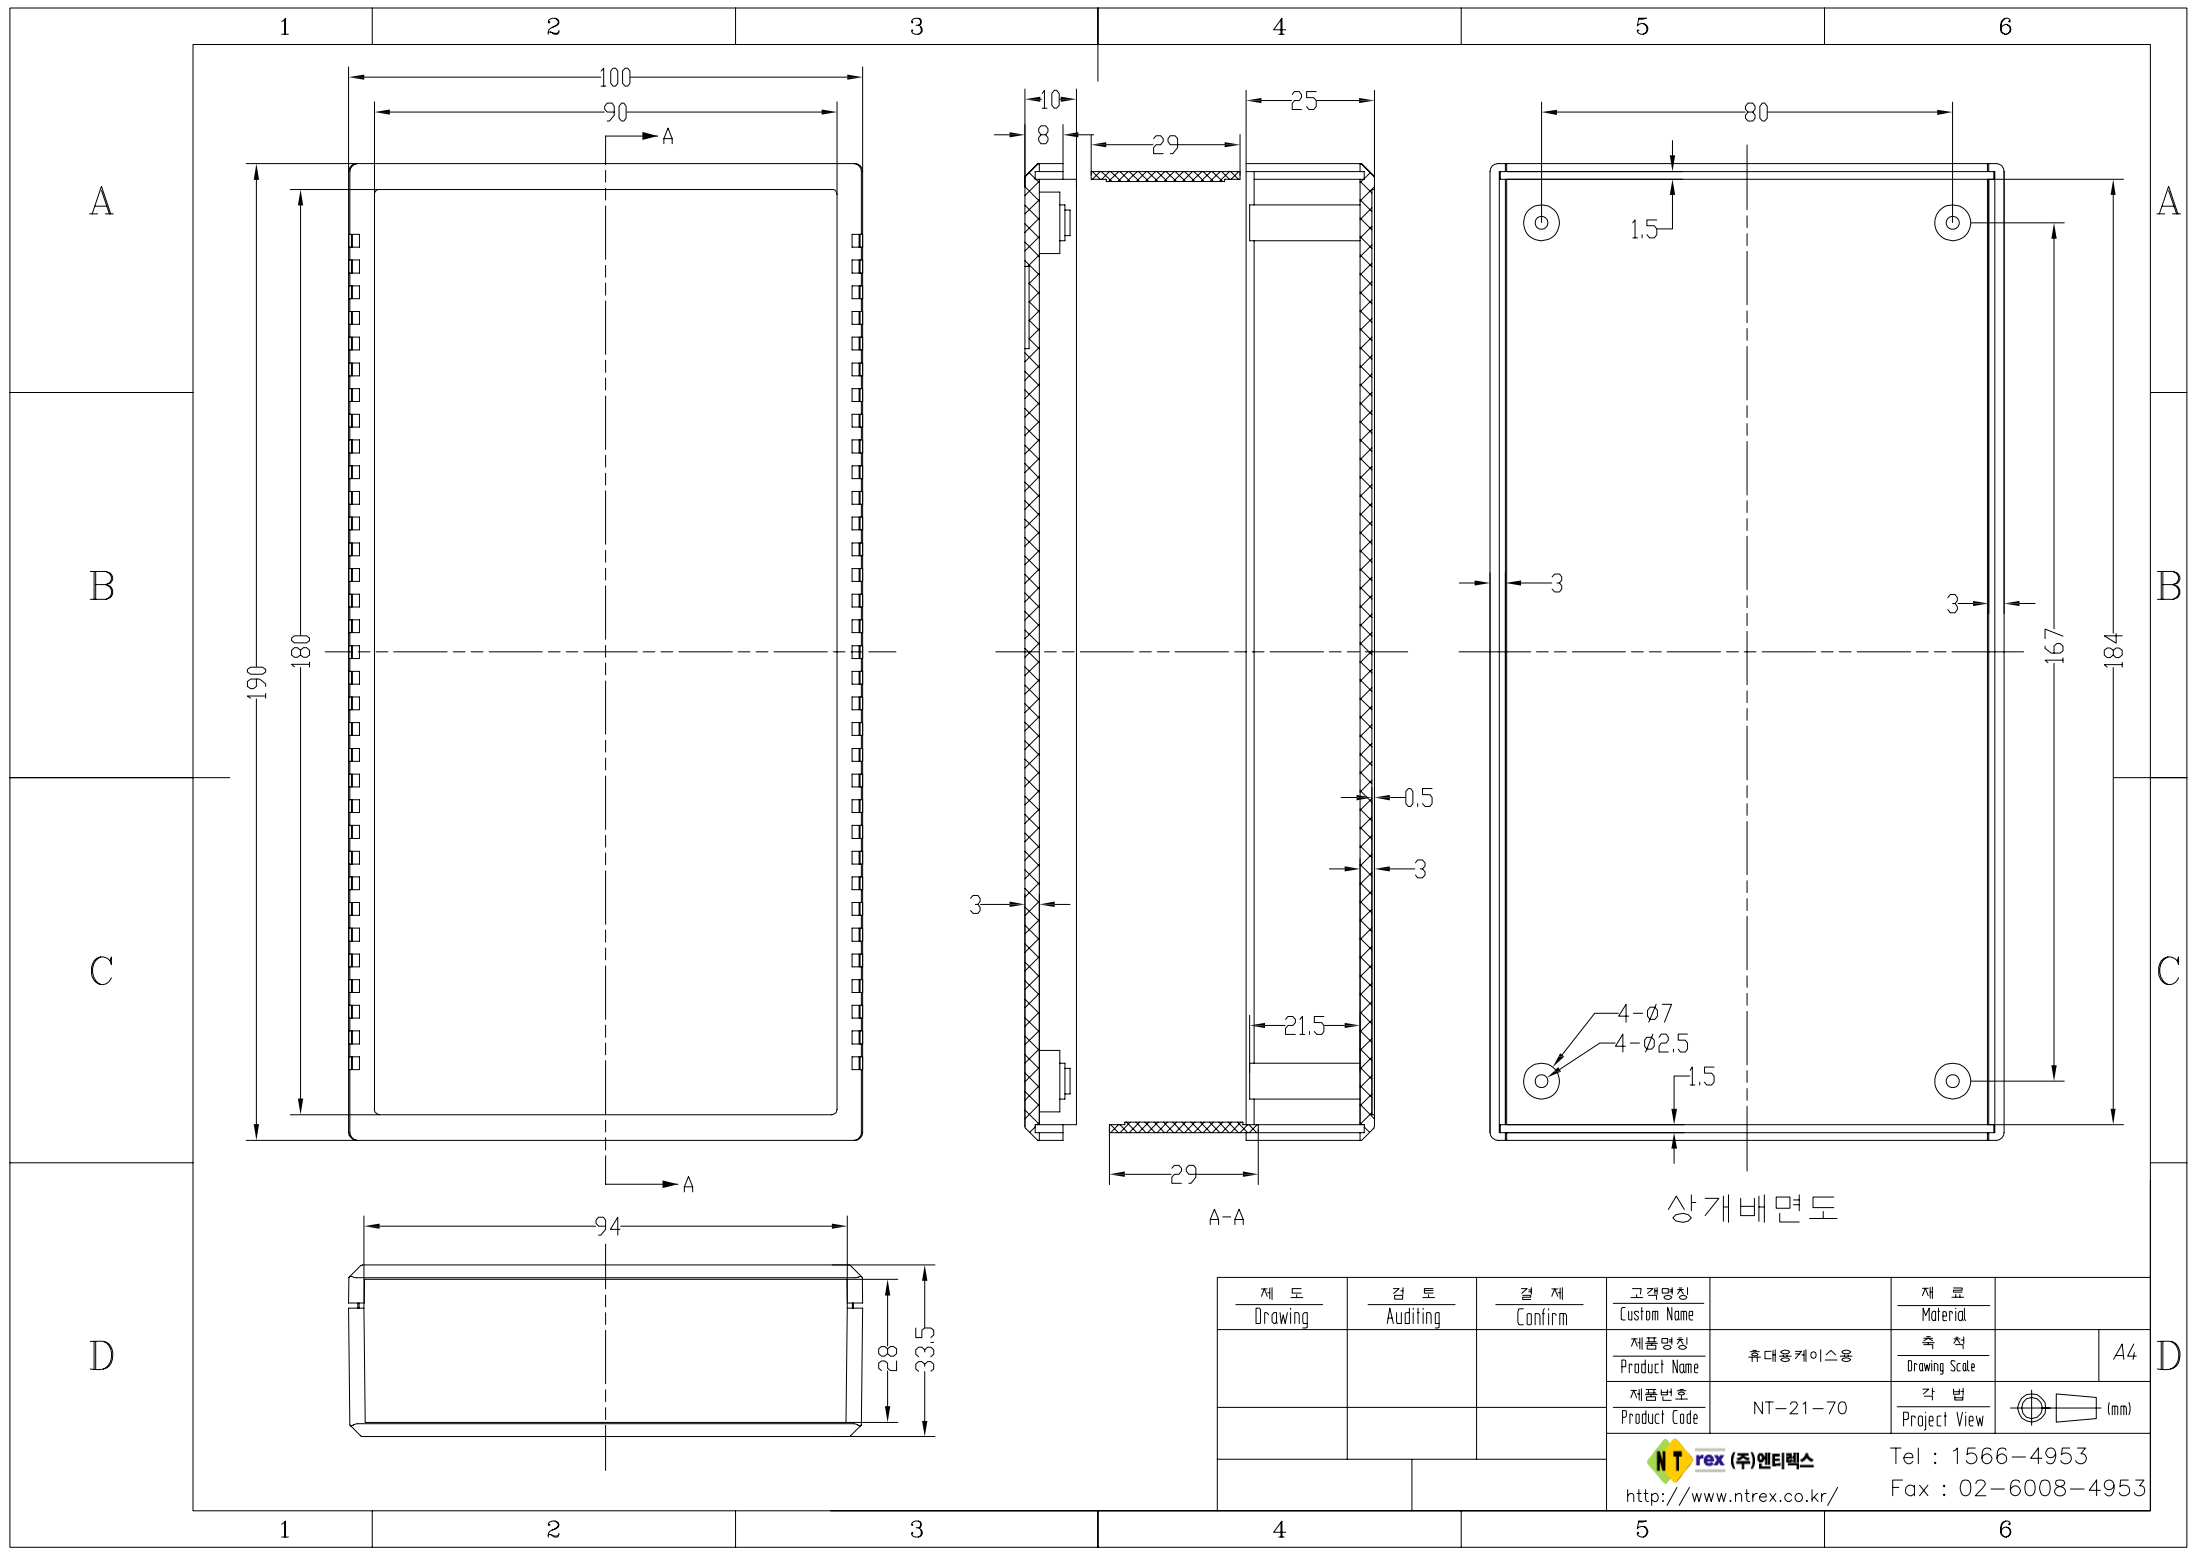 1 2 3 4 5 6
A
B
C
D
A
B
C
D
100
90
A
190
180
A
94
28
33.5
10
8
29
25
0.5
3
3
21.5
29
A-A
80
1.5
3
3
167
184
4-ø7
4-ø2.5
1.5
상개배면도
제 도
Drawing
검 토
Auditing
결 제
Confirm
고객명칭
Custom Name
재 료
Material
제품명칭
Product Name
휴대용케이스용
축 척
Drawing Scale
A4
제품번호
Product Code
NT-21-70
각 법
Project View
(mm)
NT rex (주)엔티렉스
http://www.ntrex.co.kr/
Tel : 1566-4953
Fax : 02-6008-4953
1 2 3 4 5 6